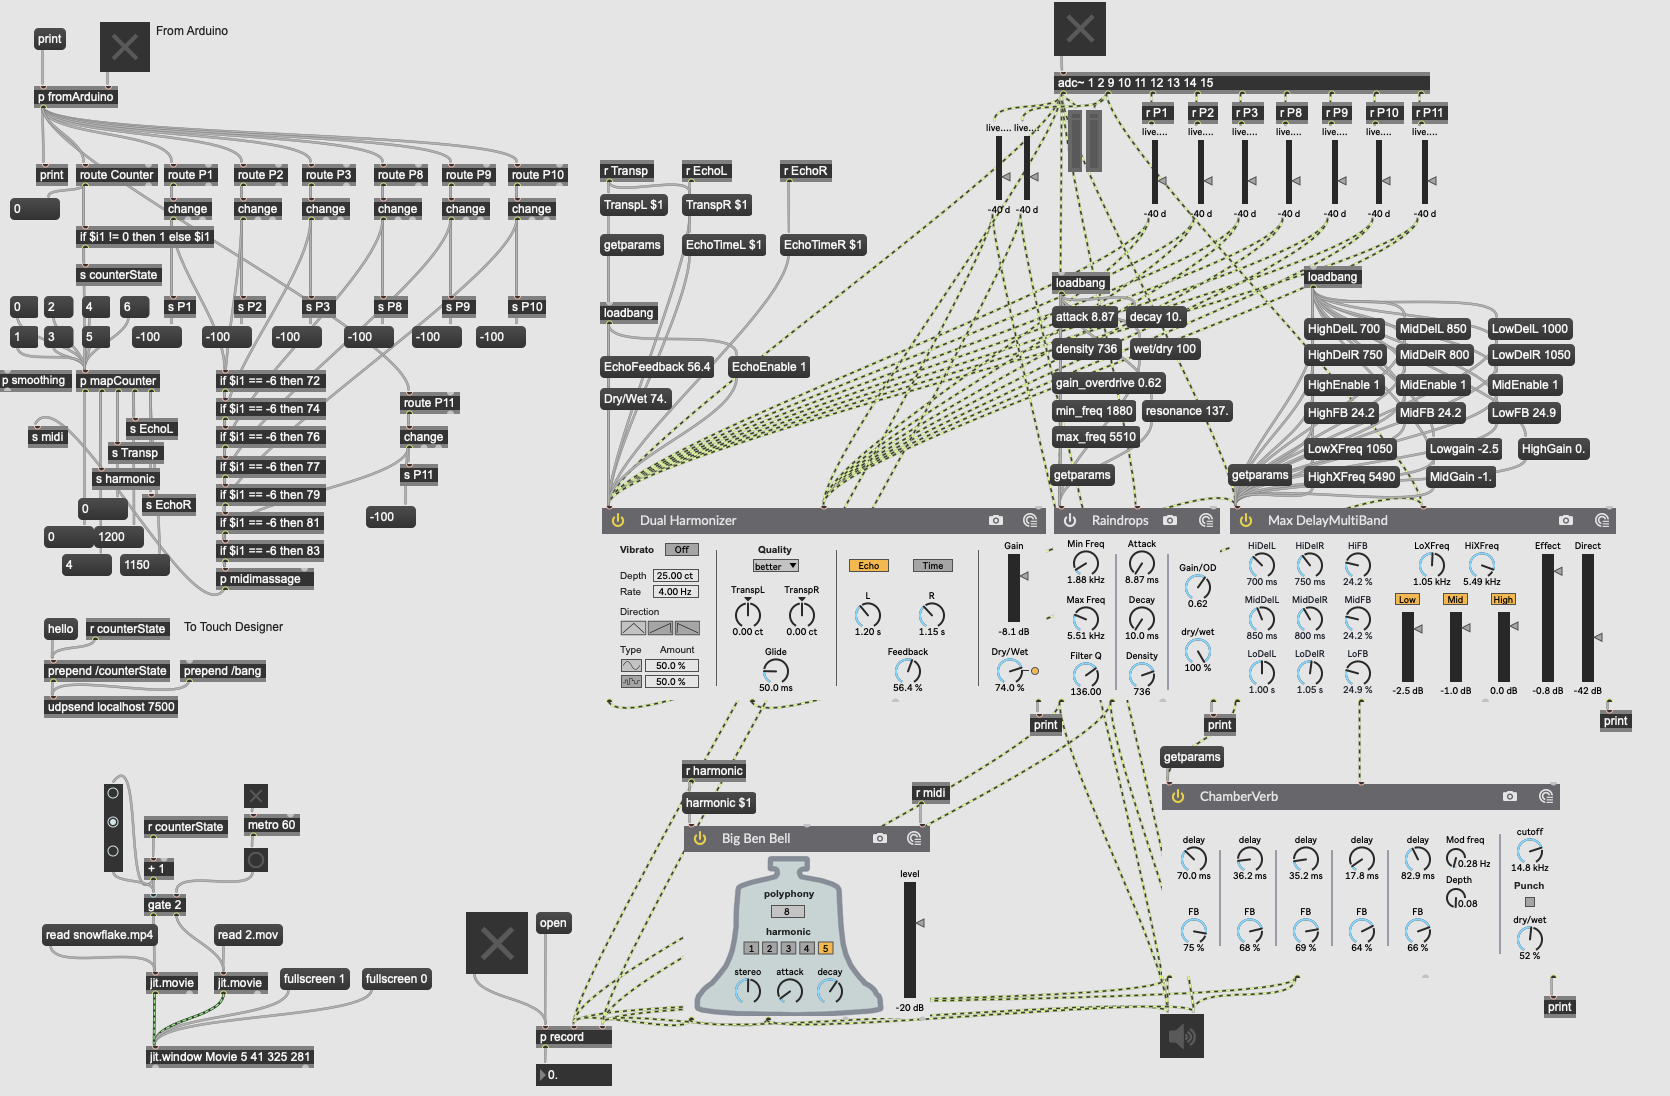 print
From Arduino
p fromArduino
print
route Counter
route P1
route P2
route P3
route P8
route P9
route P10
0
change
change
change
change
change
change
if $i1 != 0 then 1 else $i1
s counterState
0
2
4
6
s P1
s P2
s P3
s P8
s P9
s P10
1
3
5
-100
-100
-100
-100
-100
-100
p smoothing
p mapCounter
if $i1 == -6 then 72
if $i1 == -6 then 74
if $i1 == -6 then 76
if $i1 == -6 then 77
if $i1 == -6 then 79
if $i1 == -6 then 81
if $i1 == -6 then 83
p midimassage
route P11
change
s P11
-100
s midi
s EchoL
s Transp
s harmonic
s EchoR
0
0
1200
4
1150
hello
r counterState
To Touch Designer
prepend /counterState
prepend /bang
udpsend localhost 7500
r counterState
metro 60
+ 1
gate 2
read snowflake.mp4
read 2.mov
jit.movie
jit.movie
fullscreen 1
fullscreen 0
jit.window Movie 5 41 325 281
r Transp
r EchoL
r EchoR
TranspL $1
TranspR $1
getparams
EchoTimeL $1
EchoTimeR $1
loadbang
EchoFeedback 56.4
EchoEnable 1
Dry/Wet 74.
adc~ 1 2 9 10 11 12 13 14 15
r P1
r P2
r P3
r P8
r P9
r P10
r P11
live....
live....
live....
live....
live....
live....
live....
live....
live....
-40 d
-40 d
-40 d
-40 d
-40 d
-40 d
-40 d
-40 d
-40 d
loadbang
attack 8.87
decay 10.
density 736
wet/dry 100
gain_overdrive 0.62
min_freq 1880
resonance 137.
max_freq 5510
getparams
loadbang
HighDelL 700
MidDelL 850
LowDelL 1000
HighDelR 750
MidDelR 800
LowDelR 1050
HighEnable 1
MidEnable 1
MidEnable 1
HighFB 24.2
MidFB 24.2
LowFB 24.9
LowXFreq 1050
Lowgain -2.5
HighGain 0.
getparams
HighXFreq 5490
MidGain -1.
Dual Harmonizer
Vibrato
Off
Depth
25.00 ct
Rate
4.00 Hz
Direction
Type
Amount
50.0 %
50.0 %
Quality
better
TranspL
TranspR
0.00 ct
0.00 ct
Glide
50.0 ms
Echo
Time
L
R
1.20 s
1.15 s
Feedback
56.4 %
Gain
-8.1 dB
Dry/Wet
74.0 %
Raindrops
Min Freq
Attack
1.88 kHz
8.87 ms
Gain/OD
0.62
Max Freq
Decay
5.51 kHz
10.0 ms
dry/wet
100 %
Filter Q
Density
136.00
736
Max DelayMultiBand
HiDelL
HiDelR
HiFB
LoXFreq
HiXFreq
Effect
Direct
700 ms
750 ms
24.2 %
1.05 kHz
5.49 kHz
MidDelL
MidDelR
MidFB
Low
Mid
High
850 ms
800 ms
24.2 %
LoDelL
LoDelR
LoFB
1.00 s
1.05 s
24.9 %
-2.5 dB
-1.0 dB
0.0 dB
-0.8 dB
-42 dB
print
print
print
getparams
r harmonic
harmonic $1
r midi
Big Ben Bell
polyphony
8
harmonic
1
2
3
4
5
stereo
attack
decay
level
-20 dB
ChamberVerb
delay
delay
delay
delay
delay
Mod freq
cutoff
70.0 ms
36.2 ms
35.2 ms
17.8 ms
82.9 ms
0.28 Hz
14.8 kHz
Depth
Punch
0.08
FB
FB
FB
FB
FB
dry/wet
75 %
68 %
69 %
64 %
66 %
52 %
print
open
p record
0.